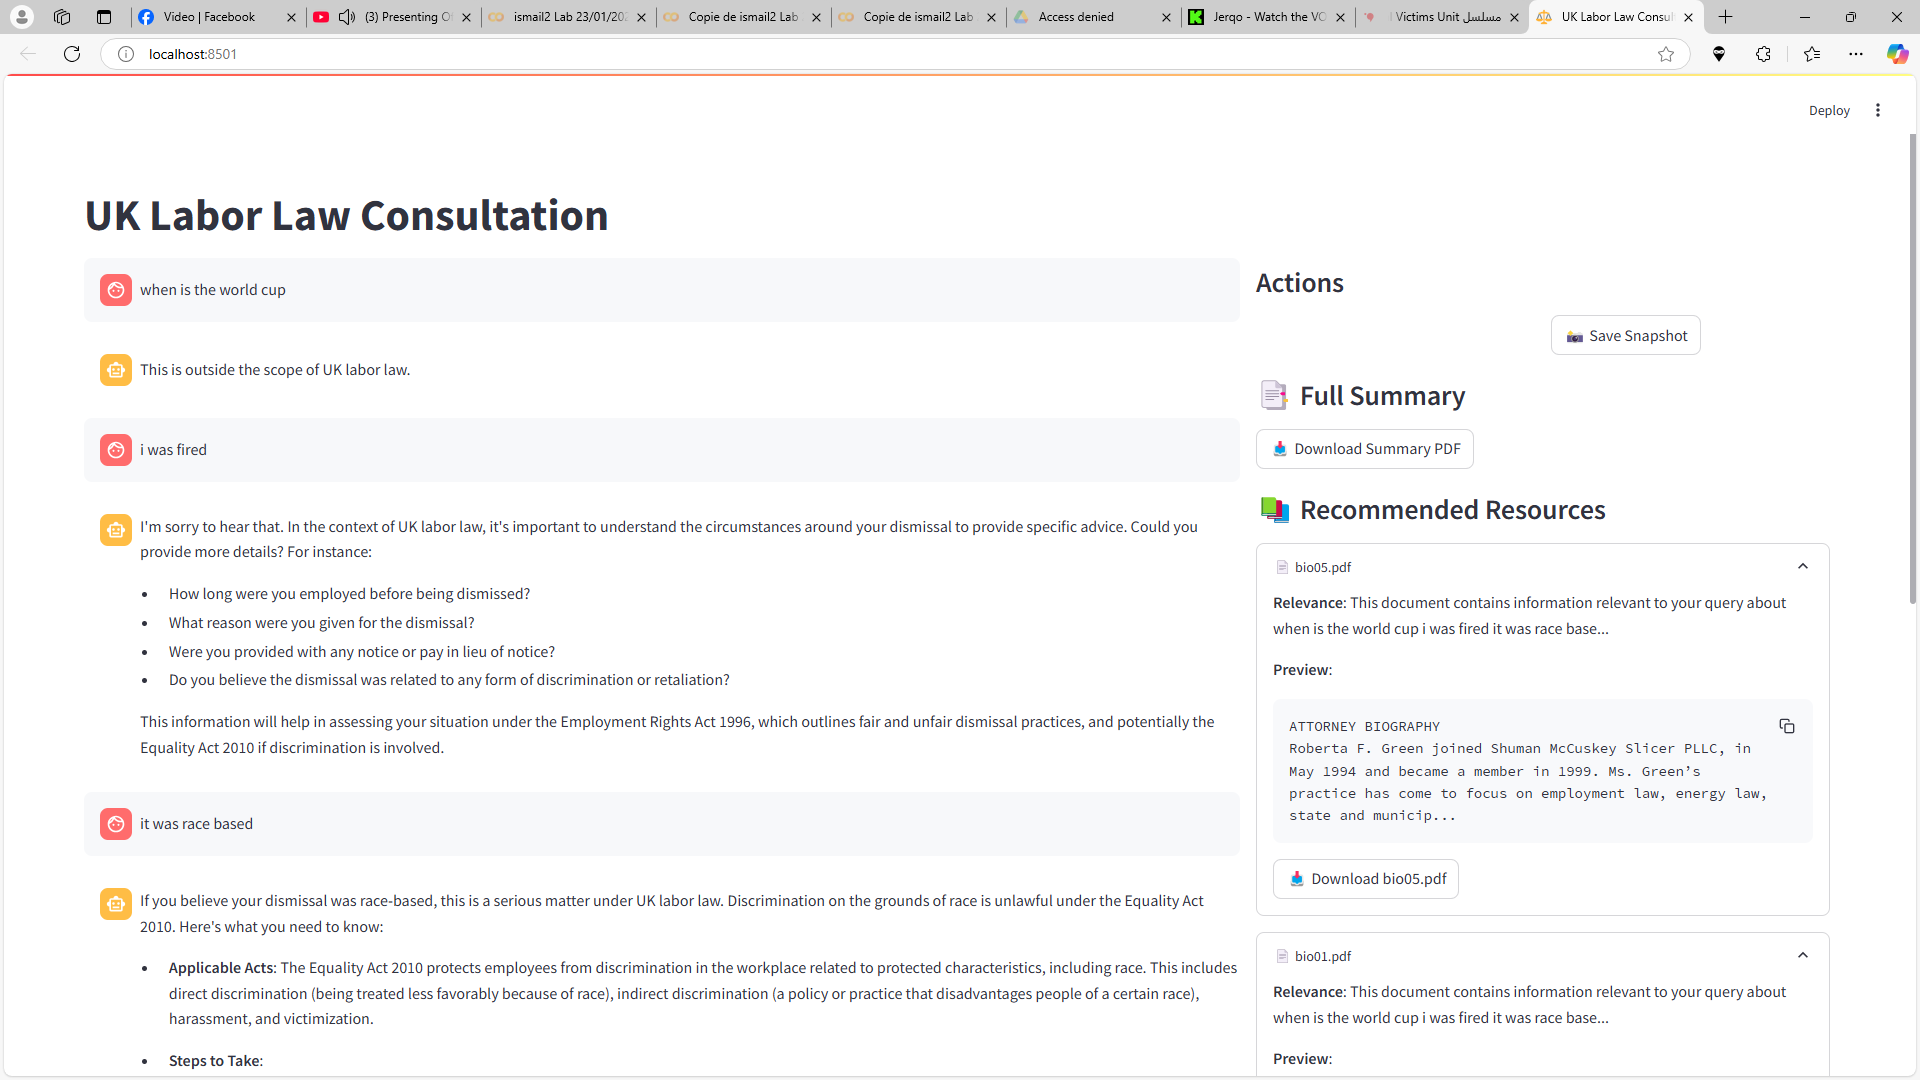 Video | Facebook
(3) Presenting Of
ismail2 Lab 23/01/202
Copie de ismail2 Lab
Copie de ismail2 Lab
Access denied
Jerqo - Watch the VO
Victims Unit مسلسل
UK Labor Law Consul
localhost:8501
Deploy
UK Labor Law Consultation
when is the world cup
This is outside the scope of UK labor law.
i was fired
I'm sorry to hear that. In the context of UK labor law, it's important to understand the circumstances around your dismissal to provide specific advice. Could you
provide more details? For instance:
• How long were you employed before being dismissed?
• What reason were you given for the dismissal?
• Were you provided with any notice or pay in lieu of notice?
• Do you believe the dismissal was related to any form of discrimination or retaliation?
This information will help in assessing your situation under the Employment Rights Act 1996, which outlines fair and unfair dismissal practices, and potentially the
Equality Act 2010 if discrimination is involved.
it was race based
If you believe your dismissal was race-based, this is a serious matter under UK labor law. Discrimination on the grounds of race is unlawful under the Equality Act
2010. Here's what you need to know:
• Applicable Acts: The Equality Act 2010 protects employees from discrimination in the workplace related to protected characteristics, including race. This includes
direct discrimination (being treated less favorably because of race), indirect discrimination (a policy or practice that disadvantages people of a certain race),
harassment, and victimization.
• Steps to Take:
Actions
Save Snapshot
Full Summary
Download Summary PDF
Recommended Resources
bio05.pdf
Relevance: This document contains information relevant to your query about
when is the world cup i was fired it was race base...
Preview:
ATTORNEY BIOGRAPHY
Roberta F. Green joined Shuman McCuskey Slicer PLLC, in
May 1994 and became a member in 1999. Ms. Green’s
practice has come to focus on employment law, energy law,
state and municip...
Download bio05.pdf
bio01.pdf
Relevance: This document contains information relevant to your query about
when is the world cup i was fired it was race base...
Preview: